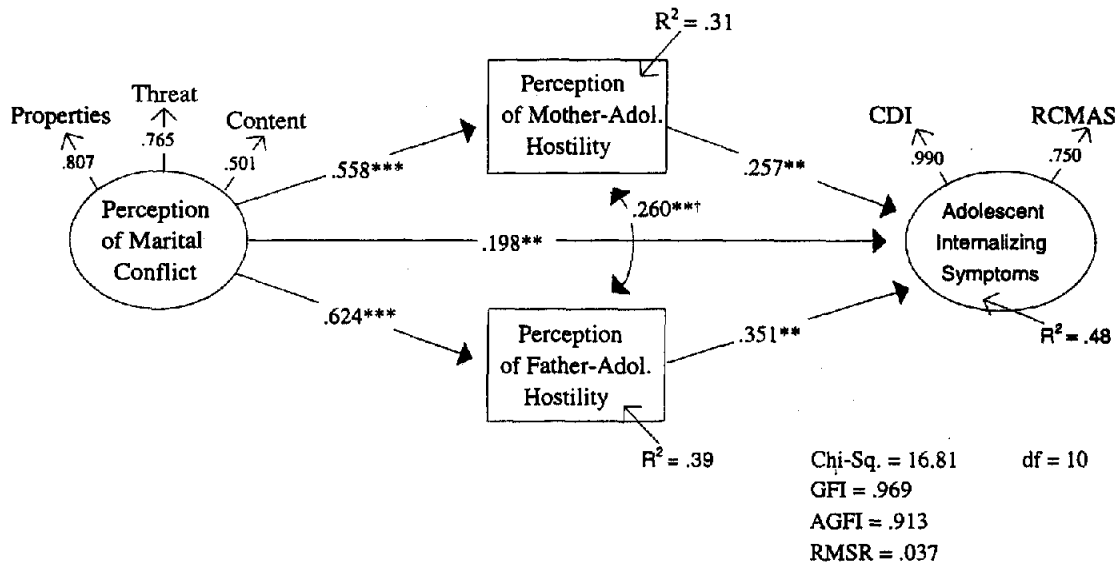 R² = .31
Threat
Properties
Content
.807
.765
.501
Perception
of Marital
Conflict
.558***
Perception
of Mother-Adol.
Hostility
.257**
CDI
RCMAS
.990
.750
Adolescent
Internalizing
Symptoms
R² = .48
.260**†
.198**
.624***
Perception
of Father-Adol.
Hostility
.351**
R² = .39
Chi-Sq. = 16.81 df = 10
GFI = .969
AGFI = .913
RMSR = .037